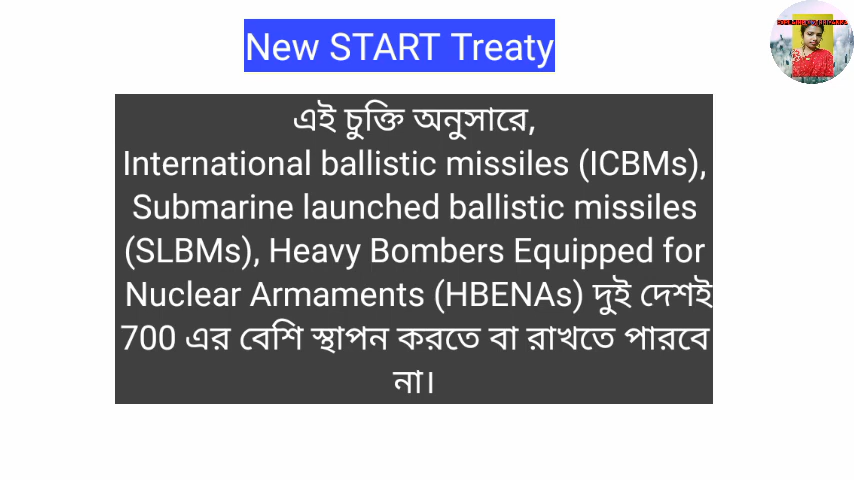 New START Treaty
এই চুক্তি অনুসারে,
International ballistic missiles (ICBMs),
Submarine launched ballistic missiles
(SLBMs), Heavy Bombers Equipped for
Nuclear Armaments (HBENAs) দুই দেশই
700 এর বেশি স্থাপন করতে বা রাখতে পারবে
না।